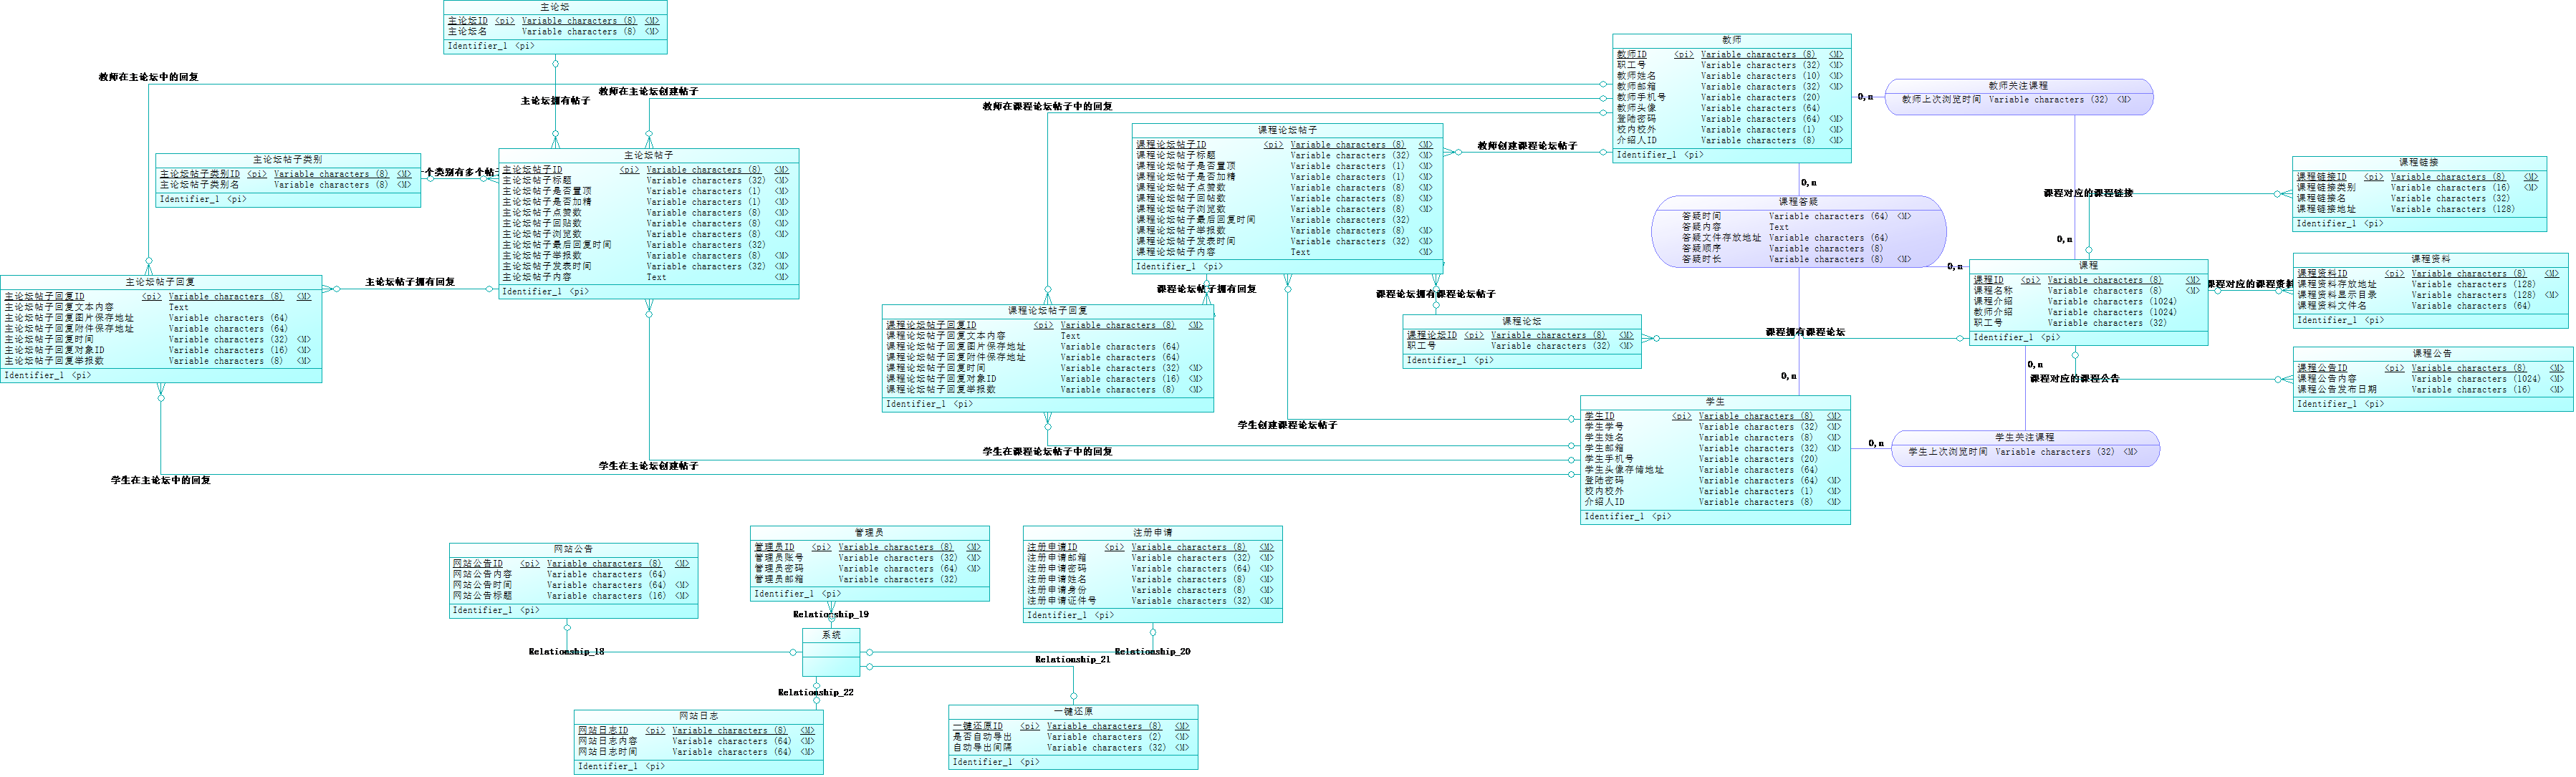 主论坛
主论坛ID <pi> Variable characters (8) <M>
主论坛名 Variable characters (8) <M>
Identifier_1 <pi>
教师在主论坛中的回复
教师在主论坛创建帖子
主论坛拥有帖子
教师在课程论坛帖子中的回复
教师
教师ID <pi> Variable characters (8) <M>
职工号 Variable characters (32) <M>
教师姓名 Variable characters (10) <M>
教师邮箱 Variable characters (32) <M>
教师手机号 Variable characters (20)
教师头像 Variable characters (64)
登陆密码 Variable characters (64) <M>
校内校外 Variable characters (1) <M>
介绍人ID Variable characters (8) <M>
Identifier_1 <pi>
0,n
教师关注课程
教师上次浏览时间 Variable characters (32) <M>
主论坛帖子类别
主论坛帖子类别ID <pi> Variable characters (8) <M>
主论坛帖子类别名 Variable characters (8) <M>
Identifier_1 <pi>
一个类别有多个帖子
主论坛帖子
主论坛帖子ID <pi> Variable characters (8) <M>
主论坛帖子标题 Variable characters (32) <M>
主论坛帖子是否置顶 Variable characters (1) <M>
主论坛帖子是否加精 Variable characters (1) <M>
主论坛帖子点赞数 Variable characters (8) <M>
主论坛帖子回贴数 Variable characters (8) <M>
主论坛帖子浏览数 Variable characters (8) <M>
主论坛帖子最后回复时间 Variable characters (32)
主论坛帖子举报数 Variable characters (8) <M>
主论坛帖子发表时间 Variable characters (32) <M>
主论坛帖子内容 Text <M>
Identifier_1 <pi>
课程论坛帖子
课程论坛帖子ID <pi> Variable characters (8) <M>
课程论坛帖子标题 Variable characters (32) <M>
课程论坛帖子是否置顶 Variable characters (1) <M>
课程论坛帖子是否加精 Variable characters (1) <M>
课程论坛帖子点赞数 Variable characters (8) <M>
课程论坛帖子回帖数 Variable characters (8) <M>
课程论坛帖子浏览数 Variable characters (8) <M>
课程论坛帖子最后回复时间 Variable characters (32)
课程论坛帖子举报数 Variable characters (8) <M>
课程论坛帖子发表时间 Variable characters (32) <M>
课程论坛帖子内容 Text <M>
Identifier_1 <pi>
教师创建课程论坛帖子
0,n
课程答疑
答疑时间 Variable characters (64) <M>
答疑内容 Text
答疑文件存放地址 Variable characters (64)
答疑顺序 Variable characters (8)
答疑时长 Variable characters (8) <M>
0,n
0,n
课程对应的课程链接
课程链接
课程链接ID <pi> Variable characters (8) <M>
课程链接类别 Variable characters (16) <M>
课程链接名 Variable characters (32)
课程链接地址 Variable characters (128)
Identifier_1 <pi>
课程
课程ID <pi> Variable characters (8) <M>
课程名称 Variable characters (8) <M>
课程介绍 Variable characters (1024)
教师介绍 Variable characters (1024)
职工号 Variable characters (32)
Identifier_1 <pi>
课程对应的课程资料
课程资料
课程资料ID <pi> Variable characters (8) <M>
课程资料存放地址 Variable characters (128)
课程资料显示目录 Variable characters (128) <M>
课程资料文件名 Variable characters (64)
Identifier_1 <pi>
主论坛帖子回复
主论坛帖子回复ID <pi> Variable characters (8) <M>
主论坛帖子回复文本内容 Text
主论坛帖子回复图片保存地址 Variable characters (64)
主论坛帖子回复附件保存地址 Variable characters (64)
主论坛帖子回复时间 Variable characters (32) <M>
主论坛帖子回复对象ID Variable characters (16) <M>
主论坛帖子回复举报数 Variable characters (8) <M>
Identifier_1 <pi>
主论坛帖子拥有回复
课程论坛帖子拥有回复
课程论坛拥有课程论坛帖子
课程论坛帖子回复
课程论坛帖子回复ID <pi> Variable characters (8) <M>
课程论坛帖子回复文本内容 Text
课程论坛帖子回复图片保存地址 Variable characters (64)
课程论坛帖子回复附件保存地址 Variable characters (64)
课程论坛帖子回复时间 Variable characters (32) <M>
课程论坛帖子回复对象ID Variable characters (16) <M>
课程论坛帖子回复举报数 Variable characters (8) <M>
Identifier_1 <pi>
课程论坛
课程论坛ID <pi> Variable characters (8) <M>
职工号 Variable characters (32) <M>
Identifier_1 <pi>
课程拥有课程论坛
0,n
0,n
课程对应的课程公告
课程公告
课程公告ID <pi> Variable characters (8) <M>
课程公告内容 Variable characters (1024) <M>
课程公告发布日期 Variable characters (16) <M>
Identifier_1 <pi>
学生
学生ID <pi> Variable characters (8) <M>
学生学号 Variable characters (32) <M>
学生姓名 Variable characters (8) <M>
学生邮箱 Variable characters (32) <M>
学生手机号 Variable characters (20)
学生头像存储地址 Variable characters (64)
登陆密码 Variable characters (64) <M>
校内校外 Variable characters (1) <M>
介绍人ID Variable characters (8) <M>
Identifier_1 <pi>
0,n
学生关注课程
学生上次浏览时间 Variable characters (32) <M>
学生创建课程论坛帖子
学生在课程论坛帖子中的回复
学生在主论坛创建帖子
学生在主论坛中的回复
网站公告
网站公告ID <pi> Variable characters (8) <M>
网站公告内容 Variable characters (64)
网站公告时间 Variable characters (64) <M>
网站公告标题 Variable characters (16) <M>
Identifier_1 <pi>
管理员
管理员ID <pi> Variable characters (8) <M>
管理员账号 Variable characters (32) <M>
管理员密码 Variable characters (64) <M>
管理员邮箱 Variable characters (32)
Identifier_1 <pi>
注册申请
注册申请ID <pi> Variable characters (8) <M>
注册申请邮箱 Variable characters (32) <M>
注册申请密码 Variable characters (64) <M>
注册申请姓名 Variable characters (8) <M>
注册申请身份 Variable characters (8) <M>
注册申请证件号 Variable characters (32) <M>
Identifier_1 <pi>
Relationship_19
系统
Relationship_18
Relationship_20
Relationship_21
Relationship_22
网站日志
网站日志ID <pi> Variable characters (8) <M>
网站日志内容 Variable characters (64) <M>
网站日志时间 Variable characters (64) <M>
Identifier_1 <pi>
一键还原
一键还原ID <pi> Variable characters (8) <M>
是否自动导出 Variable characters (2) <M>
自动导出间隔 Variable characters (32) <M>
Identifier_1 <pi>